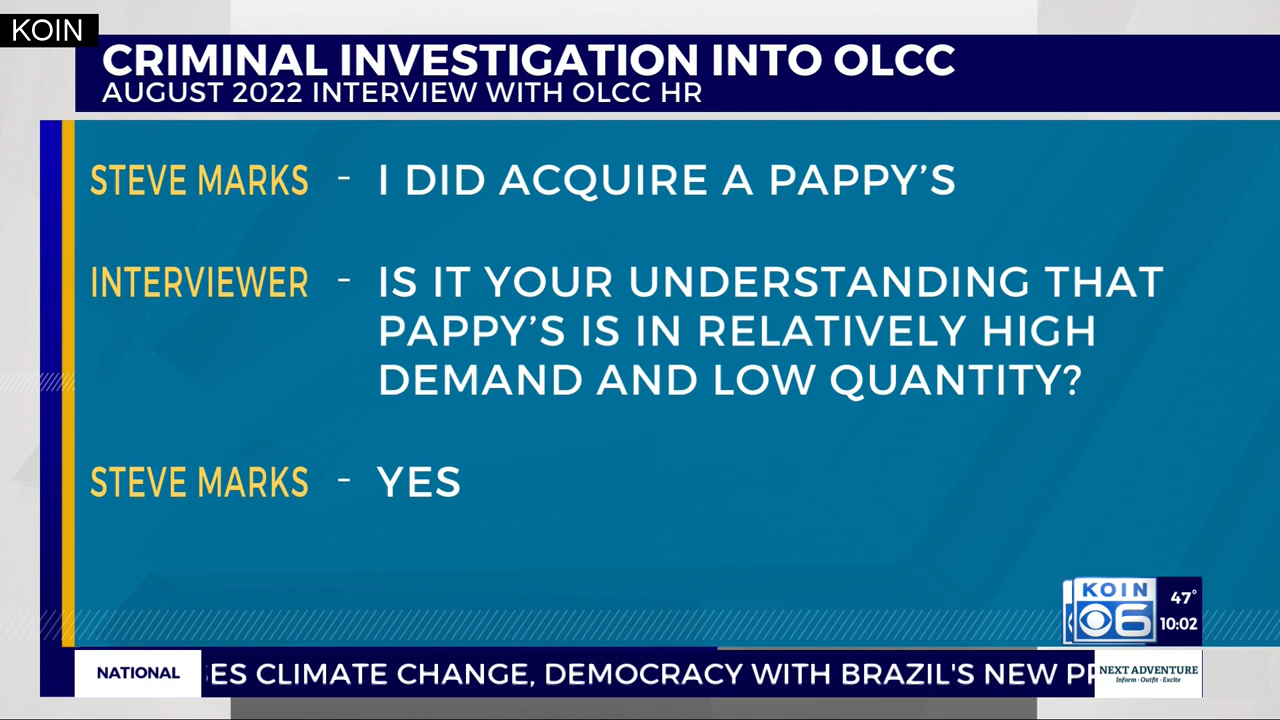 KOIN
CRIMINAL INVESTIGATION INTO OLCC
AUGUST 2022 INTERVIEW WITH OLCC HR
STEVE MARKS - I DID ACQUIRE A PAPPY'S
INTERVIEWER - IS IT YOUR UNDERSTANDING THAT
PAPPY'S IS IN RELATIVELY HIGH
DEMAND AND LOW QUANTITY?
STEVE MARKS - YES
KOIN
6
47°
10:02
NATIONAL
CLIMATE CHANGE, DEMOCRACY WITH BRAZIL'S NEW
NEXT ADVENTURE
Inform · Outfit · Excite